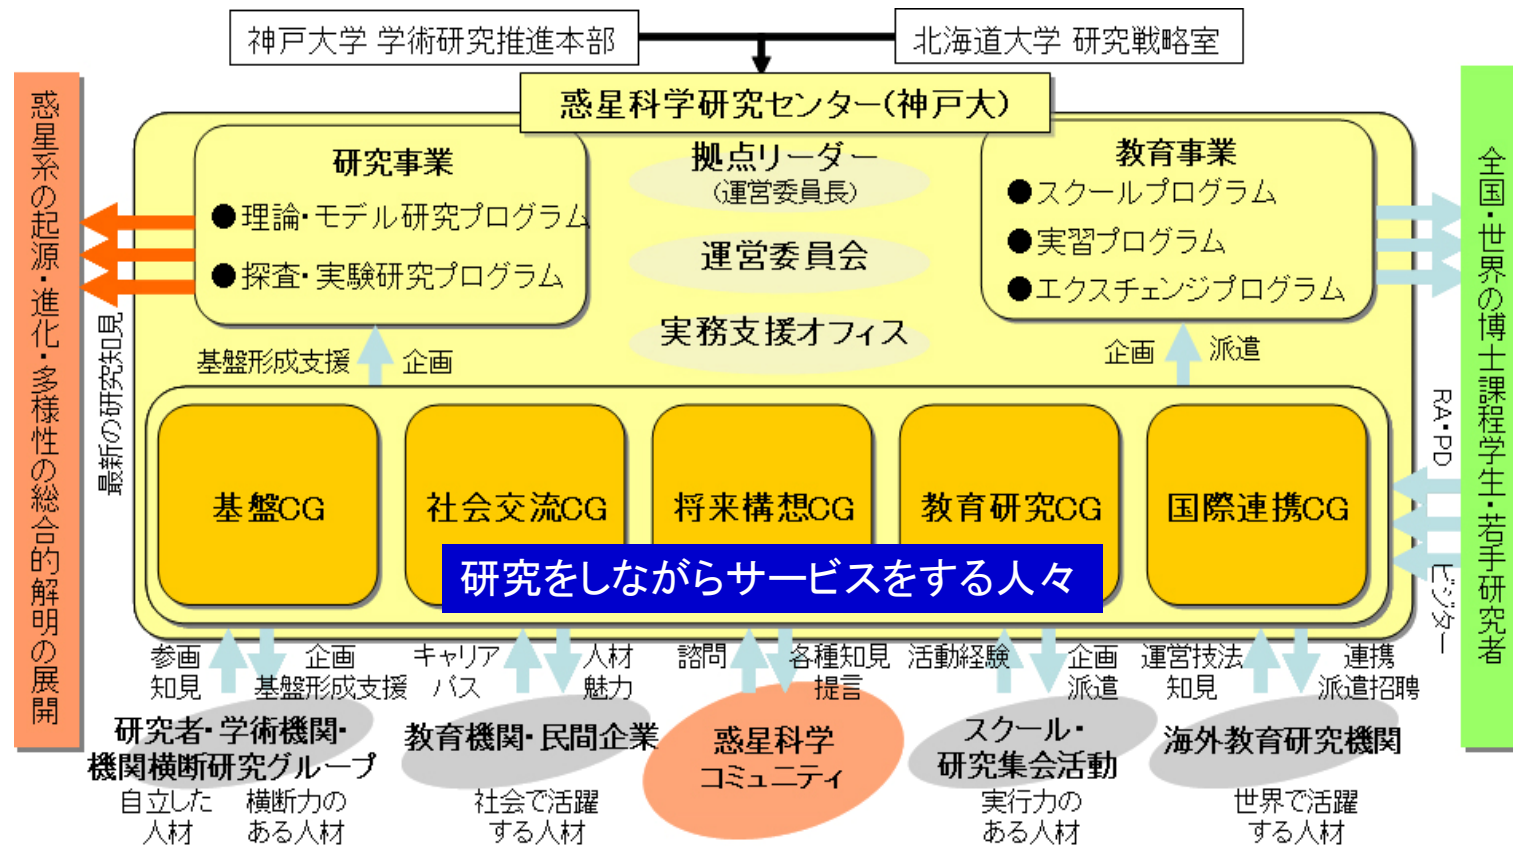 神戸大学 学術研究推進本部
北海道大学 研究戦略室
惑星科学研究センター(神戸大)
惑星系の起源・進化・多様性の総合的解明の展開
最新の研究知見
研究事業
●理論・モデル研究プログラム
●探査・実験研究プログラム
拠点リーダー
(運営委員長)
運営委員会
実務支援オフィス
教育事業
●スクールプログラム
●実習プログラム
●エクスチェンジプログラム
全国・世界の博士課程学生・若手研究者
基盤形成支援
企画
企画
派遣
RA・PD
ビジター
基盤CG
社会交流CG
将来構想CG
教育研究CG
国際連携CG
研究をしながらサービスをする人々
参画
知見
企画
基盤形成支援
キャリア
パス
人材
魅力
諮問
各種知見
提言
活動経験
企画
派遣
運営技法
知見
連携
派遣招聘
研究者・学術機関・
機関横断研究グループ
教育機関・民間企業
惑星科学
コミュニティ
スクール・
研究集会活動
海外教育研究機関
自立した
人材
横断力の
ある人材
社会で活躍
する人材
実行力の
ある人材
世界で活躍
する人材